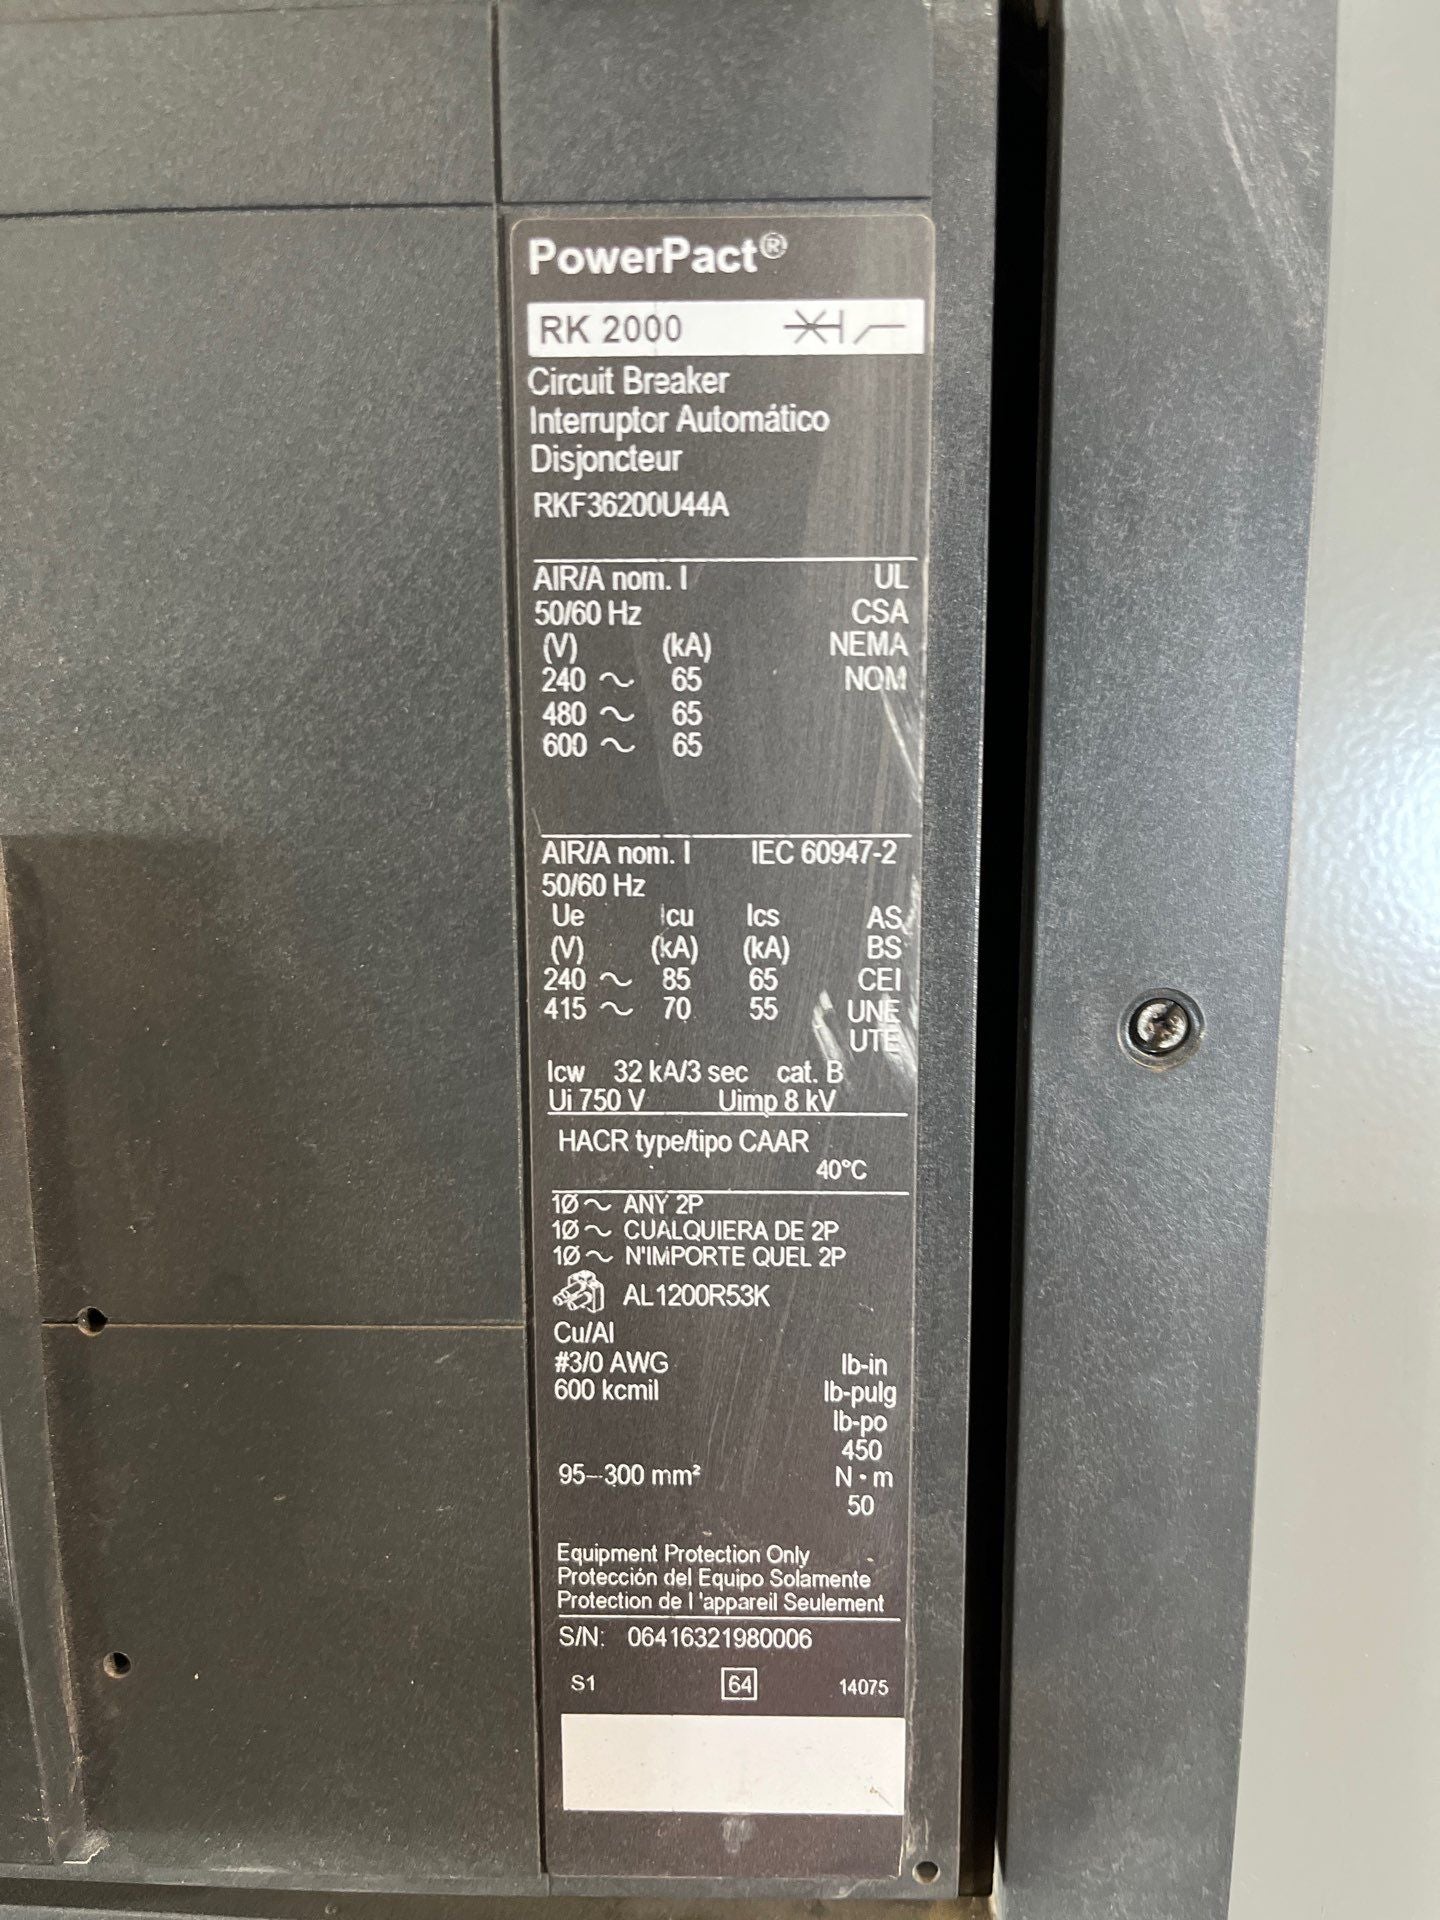 PowerPact®
RK 2000
Circuit Breaker
Interruptor Automático
Disjoncteur
RKF36200U44A
AIR/A nom. I UL
50/60 Hz CSA
(V) (kA) NEMA
240 ~ 65 NOM
480 ~ 65
600 ~ 65
AIR/A nom. I IEC 60947-2
50/60 Hz
Ue Icu Ics AS
(V) (kA) (kA) BS
240 ~ 85 65 CEI
415 ~ 70 55 UNE
UTE
Icw 32 kA/3 sec cat. B
Ui 750 V Uimp 8 kV
HACR type/tipo CAAR
40°C
1Ø ~ ANY 2P
1Ø ~ CUALQUIERA DE 2P
1Ø ~ N'IMPORTE QUEL 2P
AL1200R53K
Cu/Al
#3/0 AWG lb-in
600 kcmil lb-pulg
lb-po
450
95–300 mm² N·m
50
Equipment Protection Only
Protección del Equipo Solamente
Protection de l 'appareil Seulement
S/N: 06416321980006
S1 64 14075